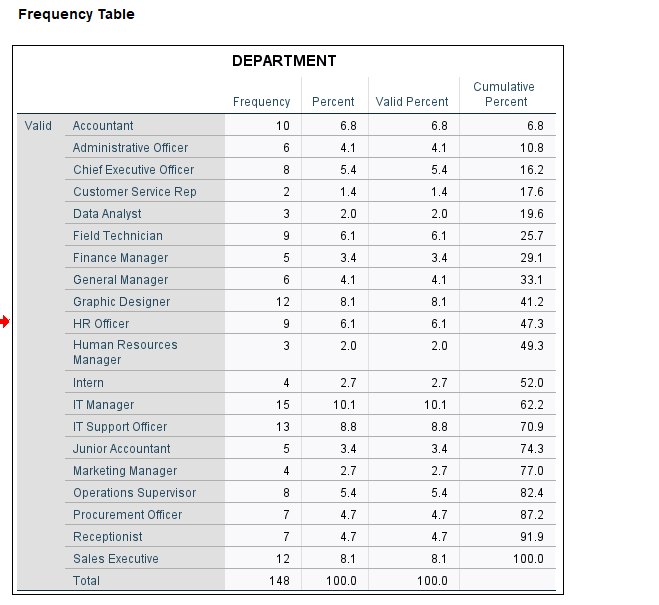 Frequency Table
DEPARTMENT
Frequency Percent Valid Percent Cumulative Percent
Valid Accountant 10 6.8 6.8 6.8
Administrative Officer 6 4.1 4.1 10.8
Chief Executive Officer 8 5.4 5.4 16.2
Customer Service Rep 2 1.4 1.4 17.6
Data Analyst 3 2.0 2.0 19.6
Field Technician 9 6.1 6.1 25.7
Finance Manager 5 3.4 3.4 29.1
General Manager 6 4.1 4.1 33.1
Graphic Designer 12 8.1 8.1 41.2
HR Officer 9 6.1 6.1 47.3
Human Resources Manager 3 2.0 2.0 49.3
Intern 4 2.7 2.7 52.0
IT Manager 15 10.1 10.1 62.2
IT Support Officer 13 8.8 8.8 70.9
Junior Accountant 5 3.4 3.4 74.3
Marketing Manager 4 2.7 2.7 77.0
Operations Supervisor 8 5.4 5.4 82.4
Procurement Officer 7 4.7 4.7 87.2
Receptionist 7 4.7 4.7 91.9
Sales Executive 12 8.1 8.1 100.0
Total 148 100.0 100.0